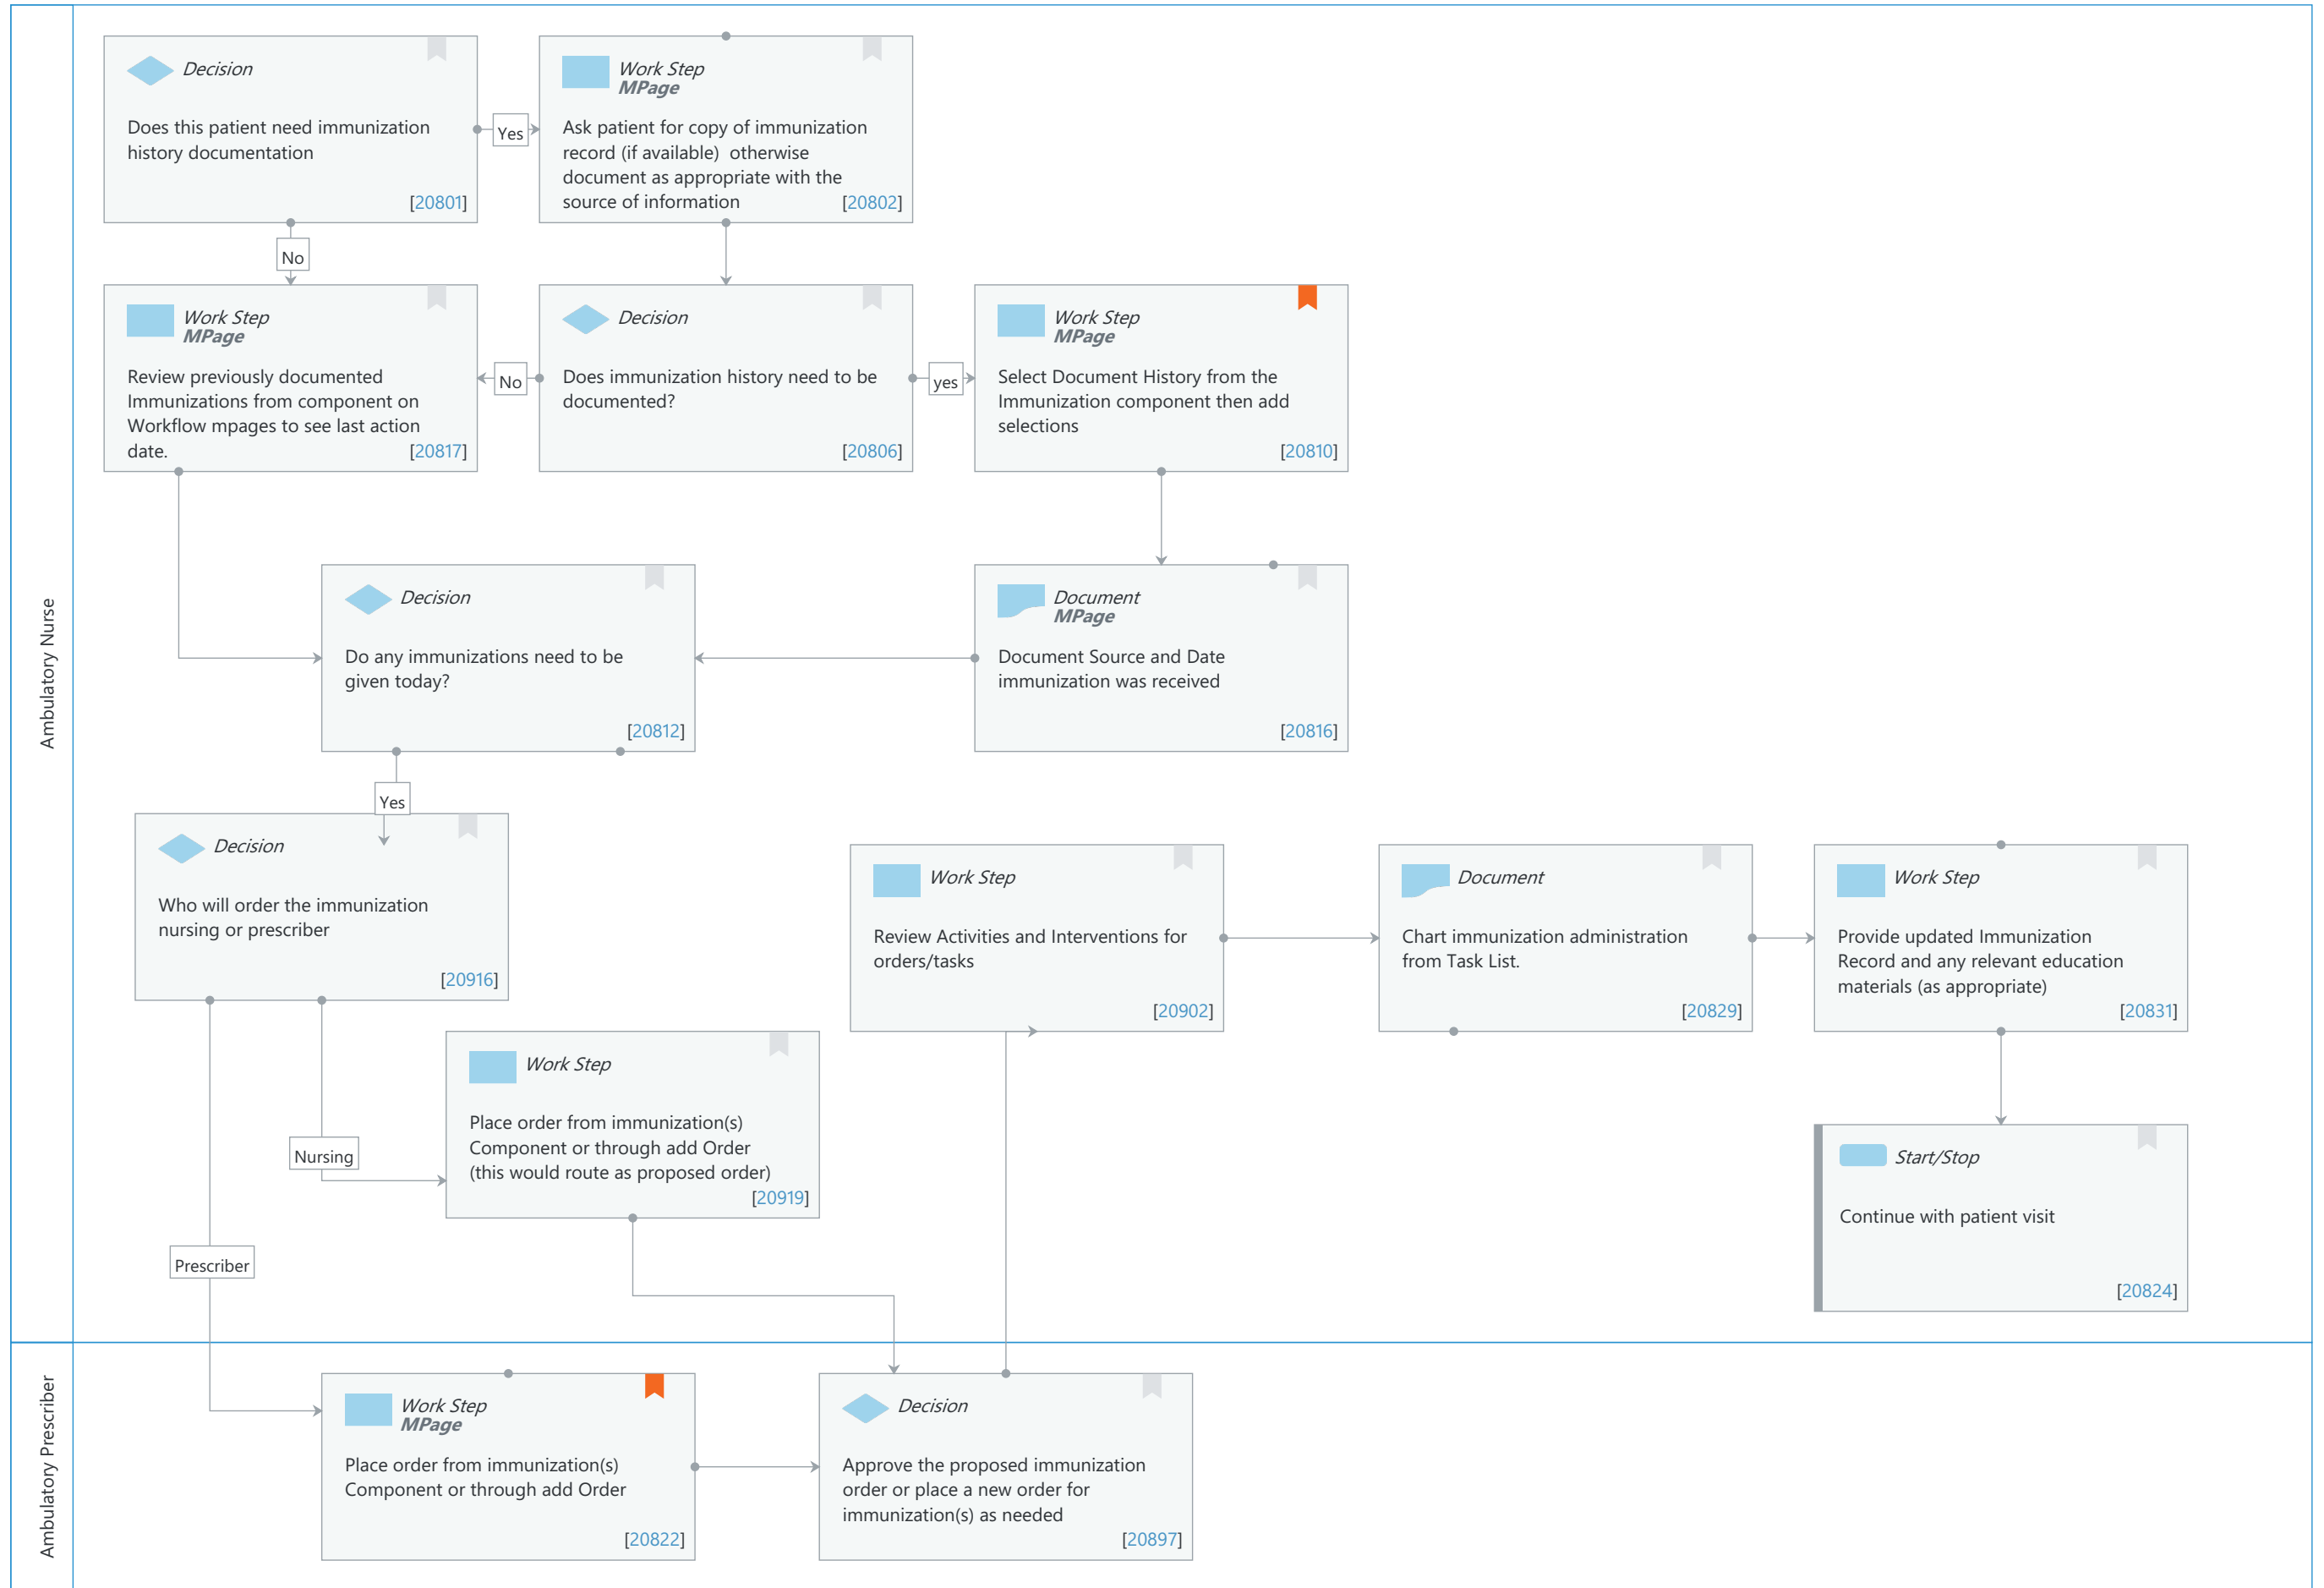 Ambulatory Nurse
Decision
Does this patient need immunization
history documentation
[20801]
Yes
Work Step
MPage
Ask patient for copy of immunization
record (if available)  otherwise
document as appropriate with the
source of information
[20802]
No
Work Step
MPage
Review previously documented
Immunizations from component on
Workflow mpages to see last action
date.
[20817]
No
Decision
Does immunization history need to be
documented?
[20806]
yes
Work Step
MPage
Select Document History from the
Immunization component then add
selections
[20810]
Decision
Do any immunizations need to be
given today?
[20812]
Document
MPage
Document Source and Date
immunization was received
[20816]
Yes
Decision
Who will order the immunization
nursing or prescriber
[20916]
Work Step
Review Activities and Interventions for
orders/tasks
[20902]
Document
Chart immunization administration
from Task List.
[20829]
Work Step
Provide updated Immunization
Record and any relevant education
materials (as appropriate)
[20831]
Nursing
Work Step
Place order from immunization(s)
Component or through add Order
(this would route as proposed order)
[20919]
Start/Stop
Continue with patient visit
[20824]
Prescriber
Ambulatory Prescriber
Work Step
MPage
Place order from immunization(s)
Component or through add Order
[20822]
Decision
Approve the proposed immunization
order or place a new order for
immunization(s) as needed
[20897]